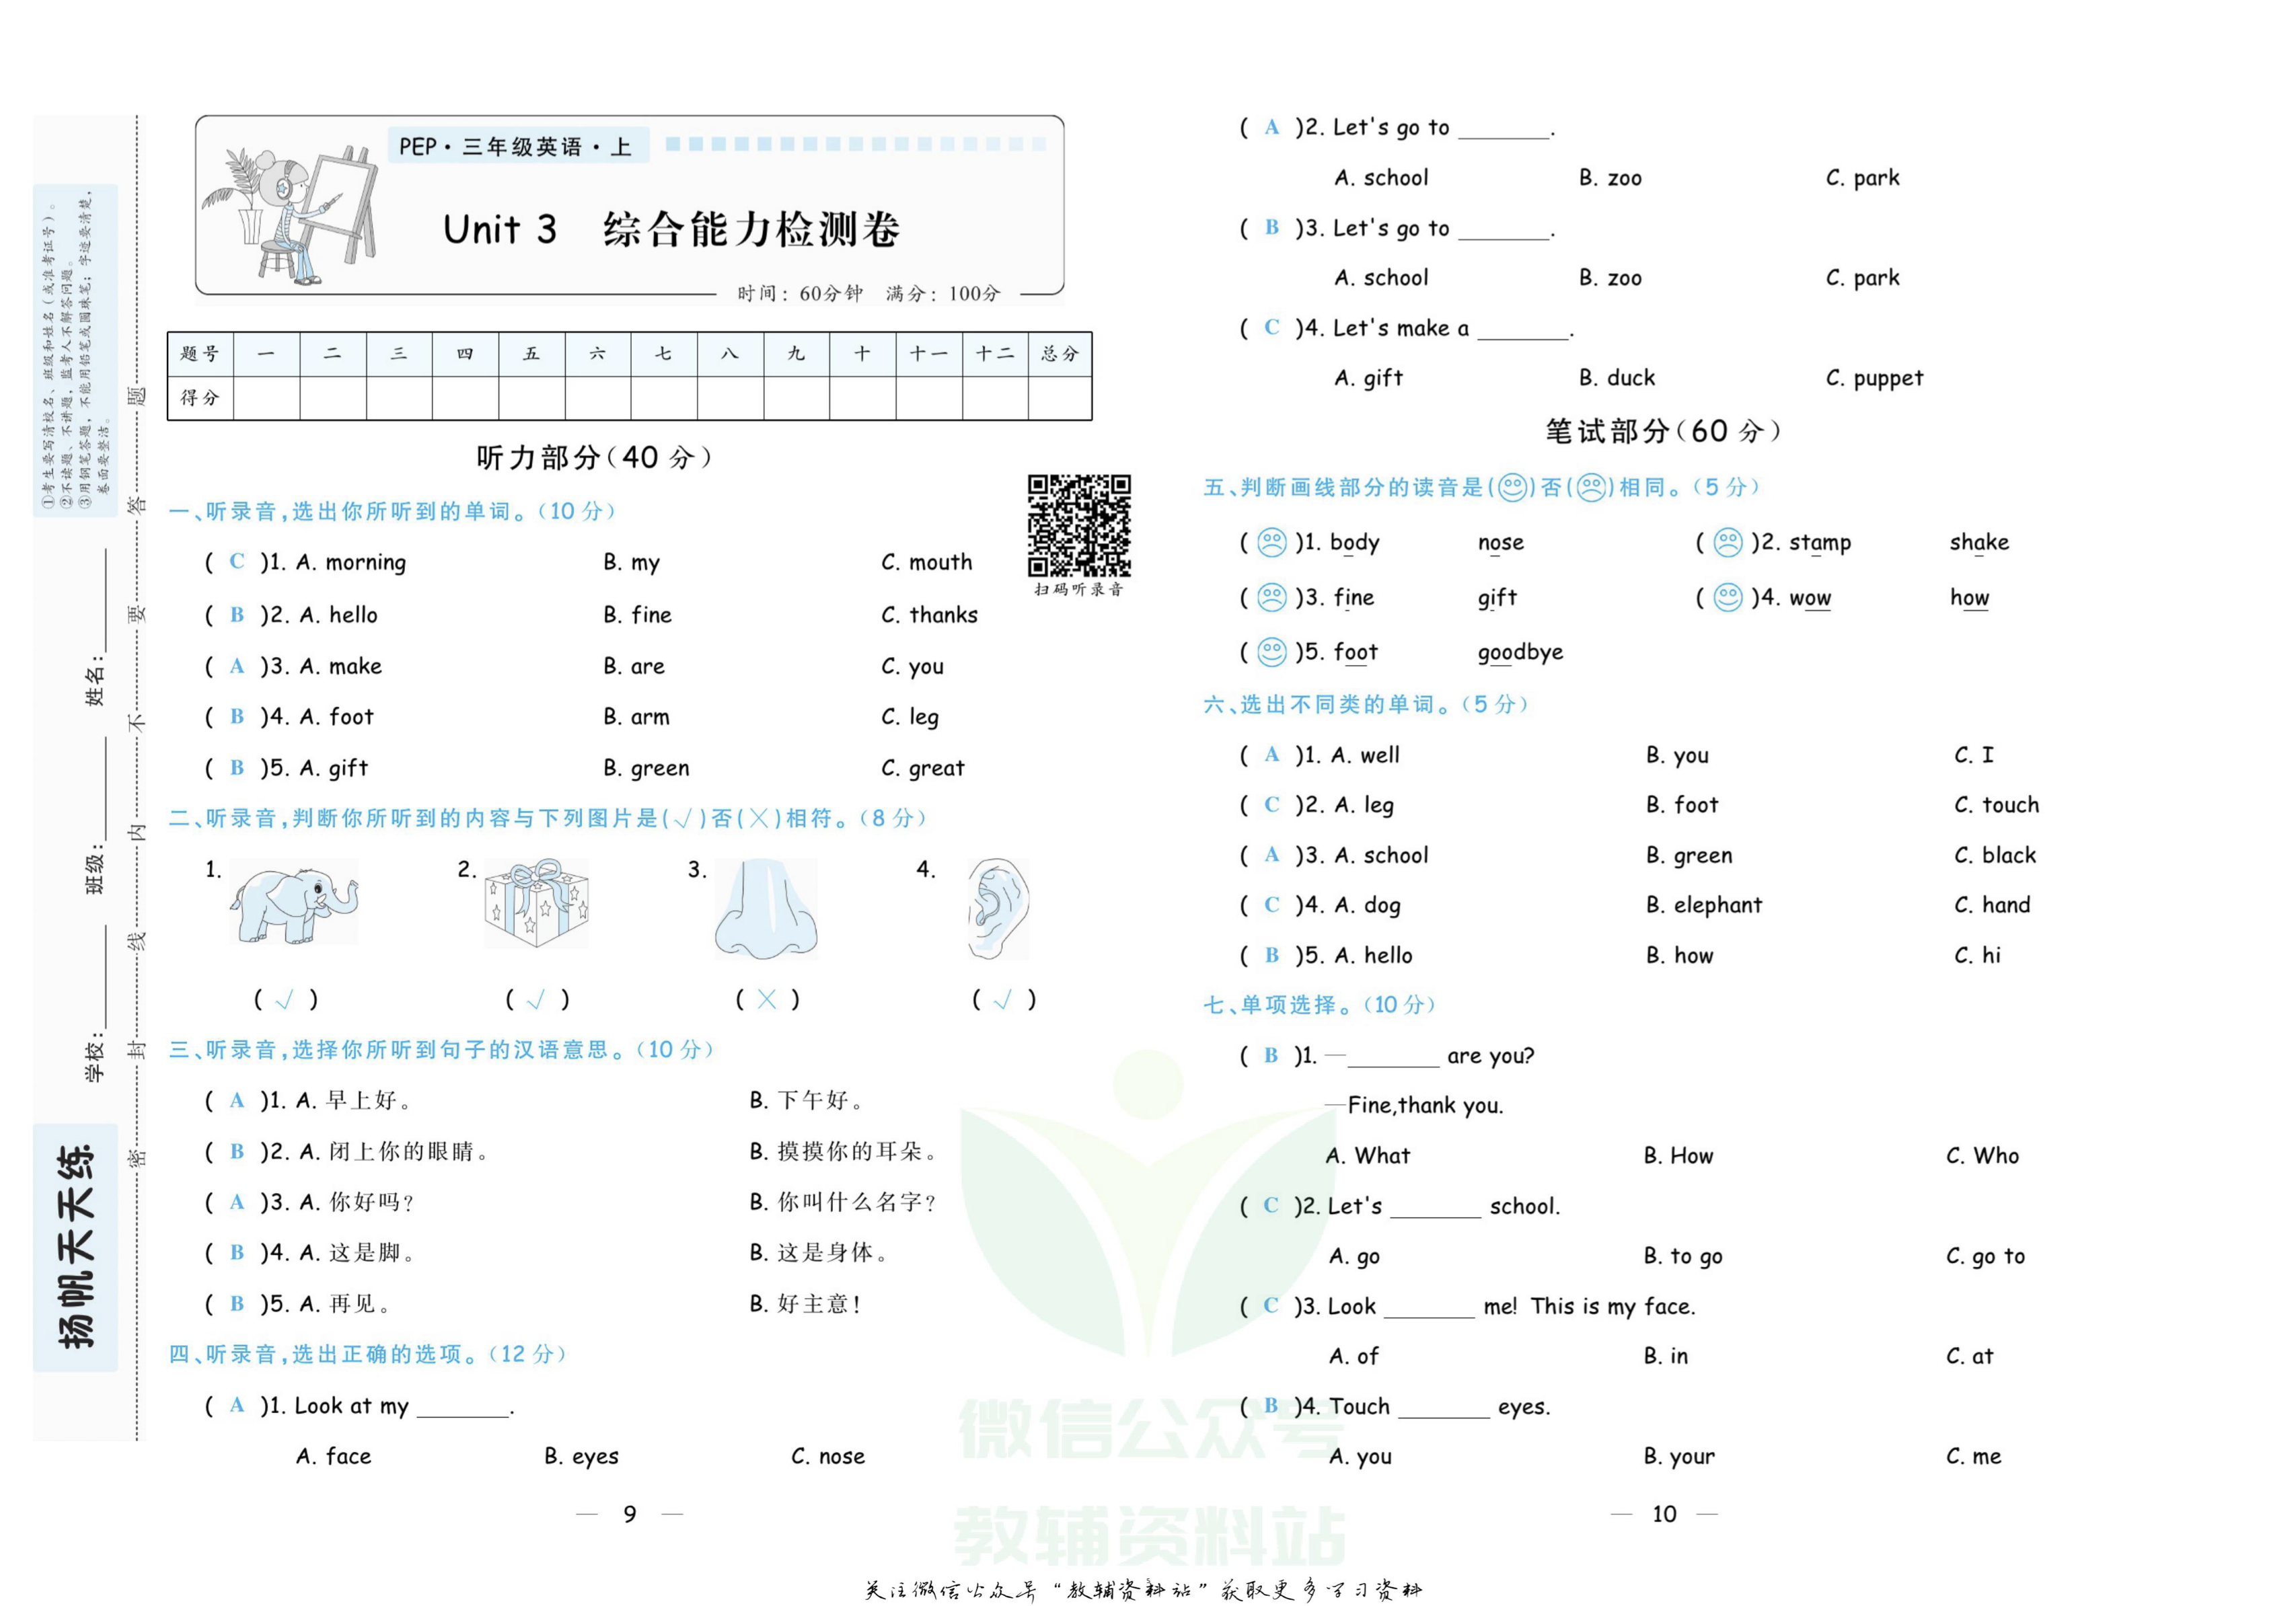 ①考生要写清校名、班级和姓名(或准考证号)。
②不读题、不讲题,监考人不解答问题。
③用钢笔答题,不能用铅笔或圆珠笔;字迹要清楚,
卷面要整洁。
学校:________ 班级:________ 姓名:________
密 封 线 内 不 要 答 题
扬帆天天练
PEP·三年级英语·上
Unit 3 综合能力检测卷
时间:60分钟 满分:100分
题号 一 二 三 四 五 六 七 八 九 十 十一 十二 总分
得分
听力部分(40 分)
扫码听录音
一、听录音,选出你所听到的单词。(10 分)
( C )1. A. morning B. my C. mouth
( B )2. A. hello B. fine C. thanks
( A )3. A. make B. are C. you
( B )4. A. foot B. arm C. leg
( B )5. A. gift B. green C. great
二、听录音,判断你所听到的内容与下列图片是(√)否(×)相符。(8 分)
1. 2. 3. 4.
( √ ) ( √ ) ( × ) ( √ )
三、听录音,选择你所听到句子的汉语意思。(10 分)
( A )1. A. 早上好。 B. 下午好。
( B )2. A. 闭上你的眼睛。 B. 摸摸你的耳朵。
( A )3. A. 你好吗? B. 你叫什么名字?
( B )4. A. 这是脚。 B. 这是身体。
( B )5. A. 再见。 B. 好主意!
四、听录音,选出正确的选项。(12 分)
( A )1. Look at my ________.
A. face B. eyes C. nose
— 9 —
( A )2. Let's go to ________.
A. school B. zoo C. park
( B )3. Let's go to ________.
A. school B. zoo C. park
( C )4. Let's make a ________.
A. gift B. duck C. puppet
笔试部分(60 分)
五、判断画线部分的读音是(☺)否(☹)相同。(5 分)
( ☹ )1. body nose ( ☹ )2. stamp shake
( ☹ )3. fine gift ( ☺ )4. wow how
( ☺ )5. foot goodbye
六、选出不同类的单词。(5 分)
( A )1. A. well B. you C. I
( C )2. A. leg B. foot C. touch
( A )3. A. school B. green C. black
( C )4. A. dog B. elephant C. hand
( B )5. A. hello B. how C. hi
七、单项选择。(10 分)
( B )1. —________ are you?
—Fine,thank you.
A. What B. How C. Who
( C )2. Let's ________ school.
A. go B. to go C. go to
( C )3. Look ________ me! This is my face.
A. of B. in C. at
( B )4. Touch ________ eyes.
A. you B. your C. me
— 10 —
微信公众号
教辅资料站
关注微信公众号“教辅资料站”获取更多学习资料